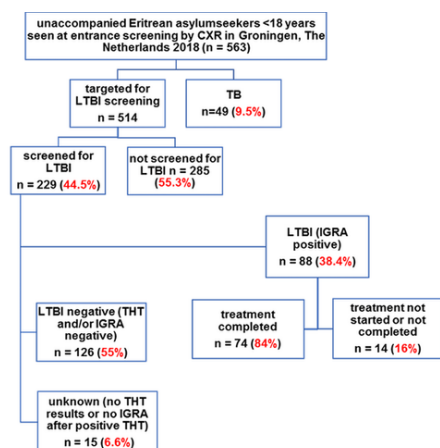 unaccompanied Eritrean asylumseekers <18 years
seen at entrance screening by CXR in Groningen, The
Netherlands 2018 (n = 563)
targeted for
LTBI screening
n = 514
TB
n=49 (9.5%)
screened for
LTBI
n = 229 (44.5%)
not screened for
LTBI n = 285
(55.3%)
LTBI (IGRA
positive)
n = 88 (38.4%)
LTBI negative (THT
and/or IGRA
negative)
n = 126 (55%)
treatment
completed
n = 74 (84%)
treatment not
started or not
completed
n = 14 (16%)
unknown (no THT
results or no IGRA
after positive THT)
n = 15 (6.6%)